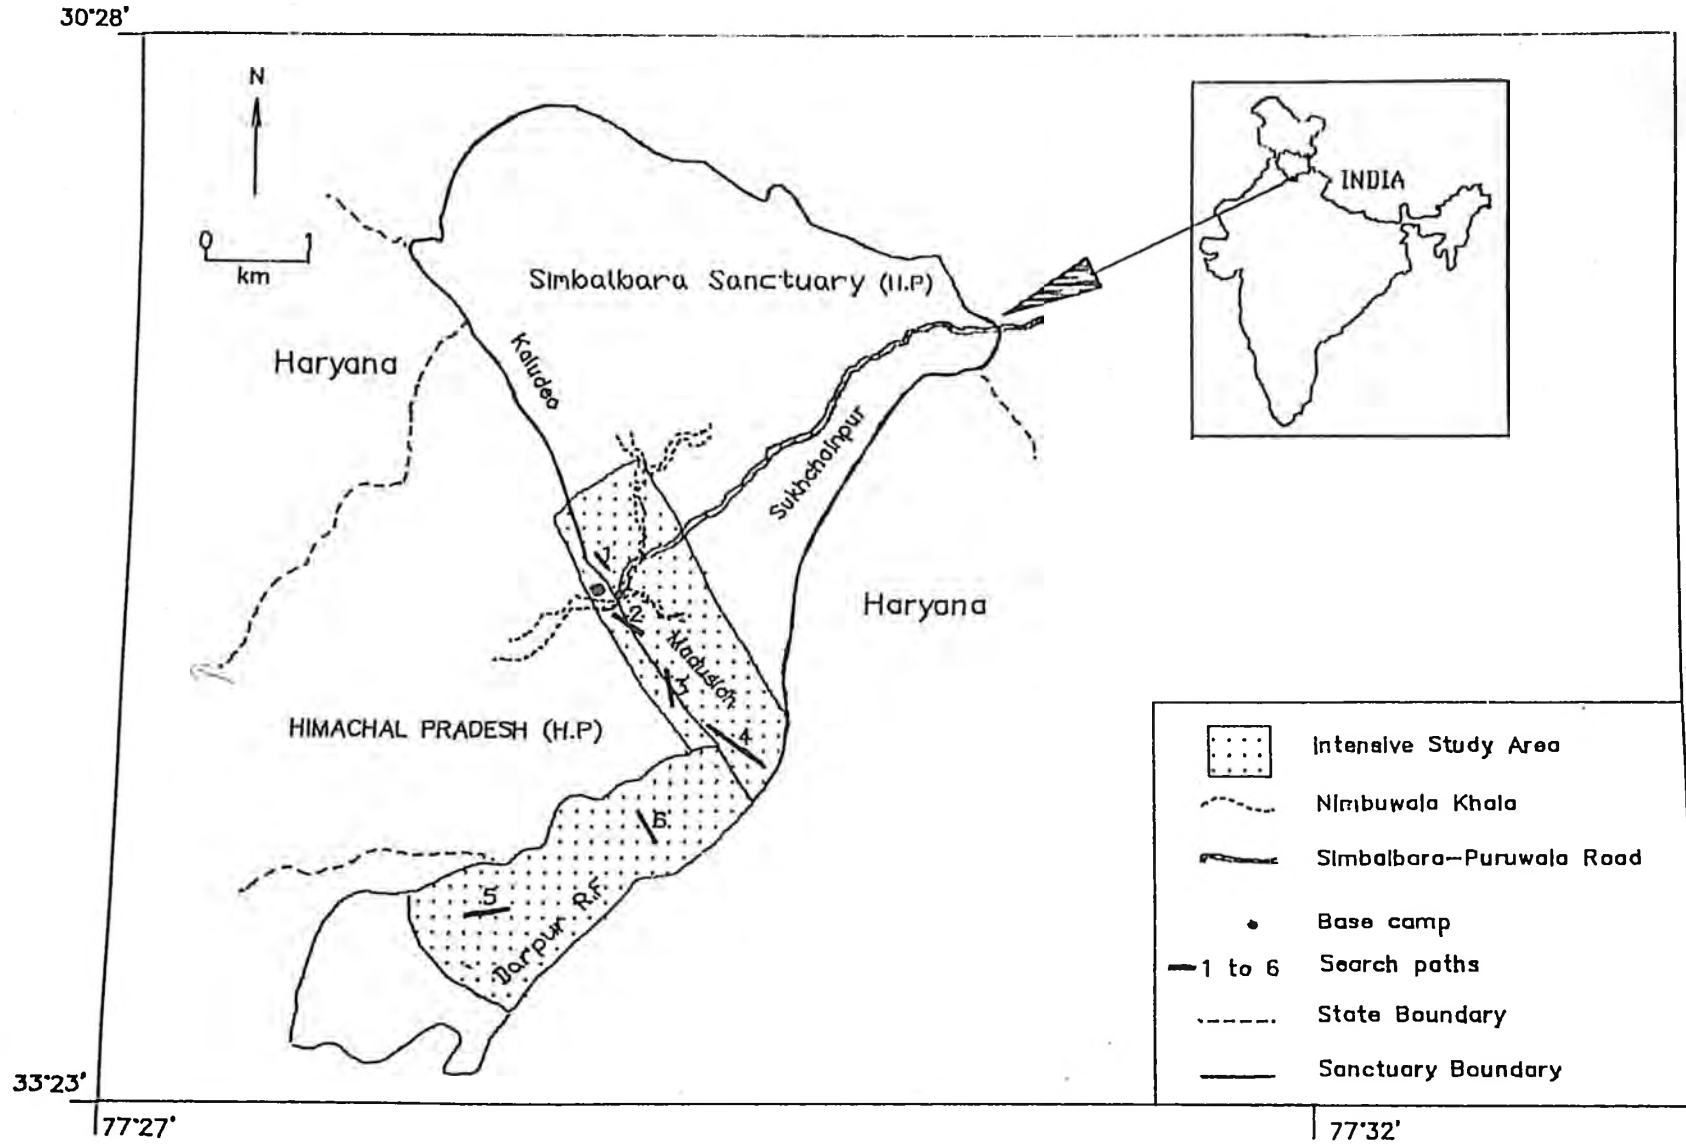 30°28'
N
0 1
km
INDIA
Simbalbara Sanctuary (H.P)
Haryana
Kaludeo
Sukhchainpur
1
2
Haryana
Madusidh
3
HIMACHAL PRADESH (H.P)
4
6
5
Darpur R.F
Intensive Study Area
Nimbuwala Khala
Simbalbara-Puruwala Road
Base camp
1 to 6 Search paths
State Boundary
Sanctuary Boundary
33°23'
77°27'
77°32'